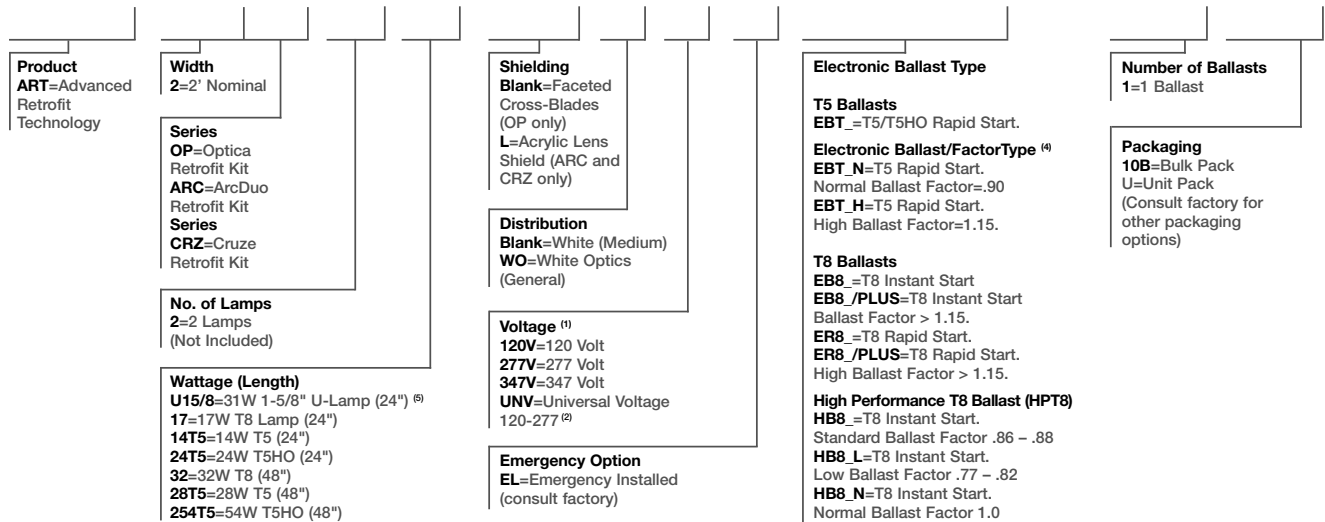 Product
ART=Advanced
Retrofit
Technology
Width
2=2' Nominal
Series
OP=Optica
Retrofit Kit
ARC=ArcDuo
Retrofit Kit
Series
CRZ=Cruze
Retrofit Kit
No. of Lamps
2=2 Lamps
(Not Included)
Wattage (Length)
U15/8=31W 1-5/8" U-Lamp (24") (5)
17=17W T8 Lamp (24")
14T5=14W T5 (24")
24T5=24W T5HO (24")
32=32W T8 (48")
28T5=28W T5 (48")
254T5=54W T5HO (48")
Shielding
Blank=Faceted
Cross-Blades
(OP only)
L=Acrylic Lens
Shield (ARC and
CRZ only)
Distribution
Blank=White (Medium)
WO=White Optics
(General)
Voltage (1)
120V=120 Volt
277V=277 Volt
347V=347 Volt
UNV=Universal Voltage
120-277 (2)
Emergency Option
EL=Emergency Installed
(consult factory)
Electronic Ballast Type
T5 Ballasts
EBT_=T5/T5HO Rapid Start.
Electronic Ballast/FactorType (4)
EBT_N=T5 Rapid Start.
Normal Ballast Factor=.90
EBT_H=T5 Rapid Start.
High Ballast Factor=1.15.
T8 Ballasts
EB8_=T8 Instant Start
EB8_/PLUS=T8 Instant Start
Ballast Factor > 1.15.
ER8_=T8 Rapid Start.
ER8_/PLUS=T8 Rapid Start.
High Ballast Factor > 1.15.
High Performance T8 Ballast (HPT8)
HB8_=T8 Instant Start.
Standard Ballast Factor .86 – .88
HB8_L=T8 Instant Start.
Low Ballast Factor .77 – .82
HB8_N=T8 Instant Start.
Normal Ballast Factor 1.0
Number of Ballasts
1=1 Ballast
Packaging
10B=Bulk Pack
U=Unit Pack
(Consult factory for
other packaging
options)